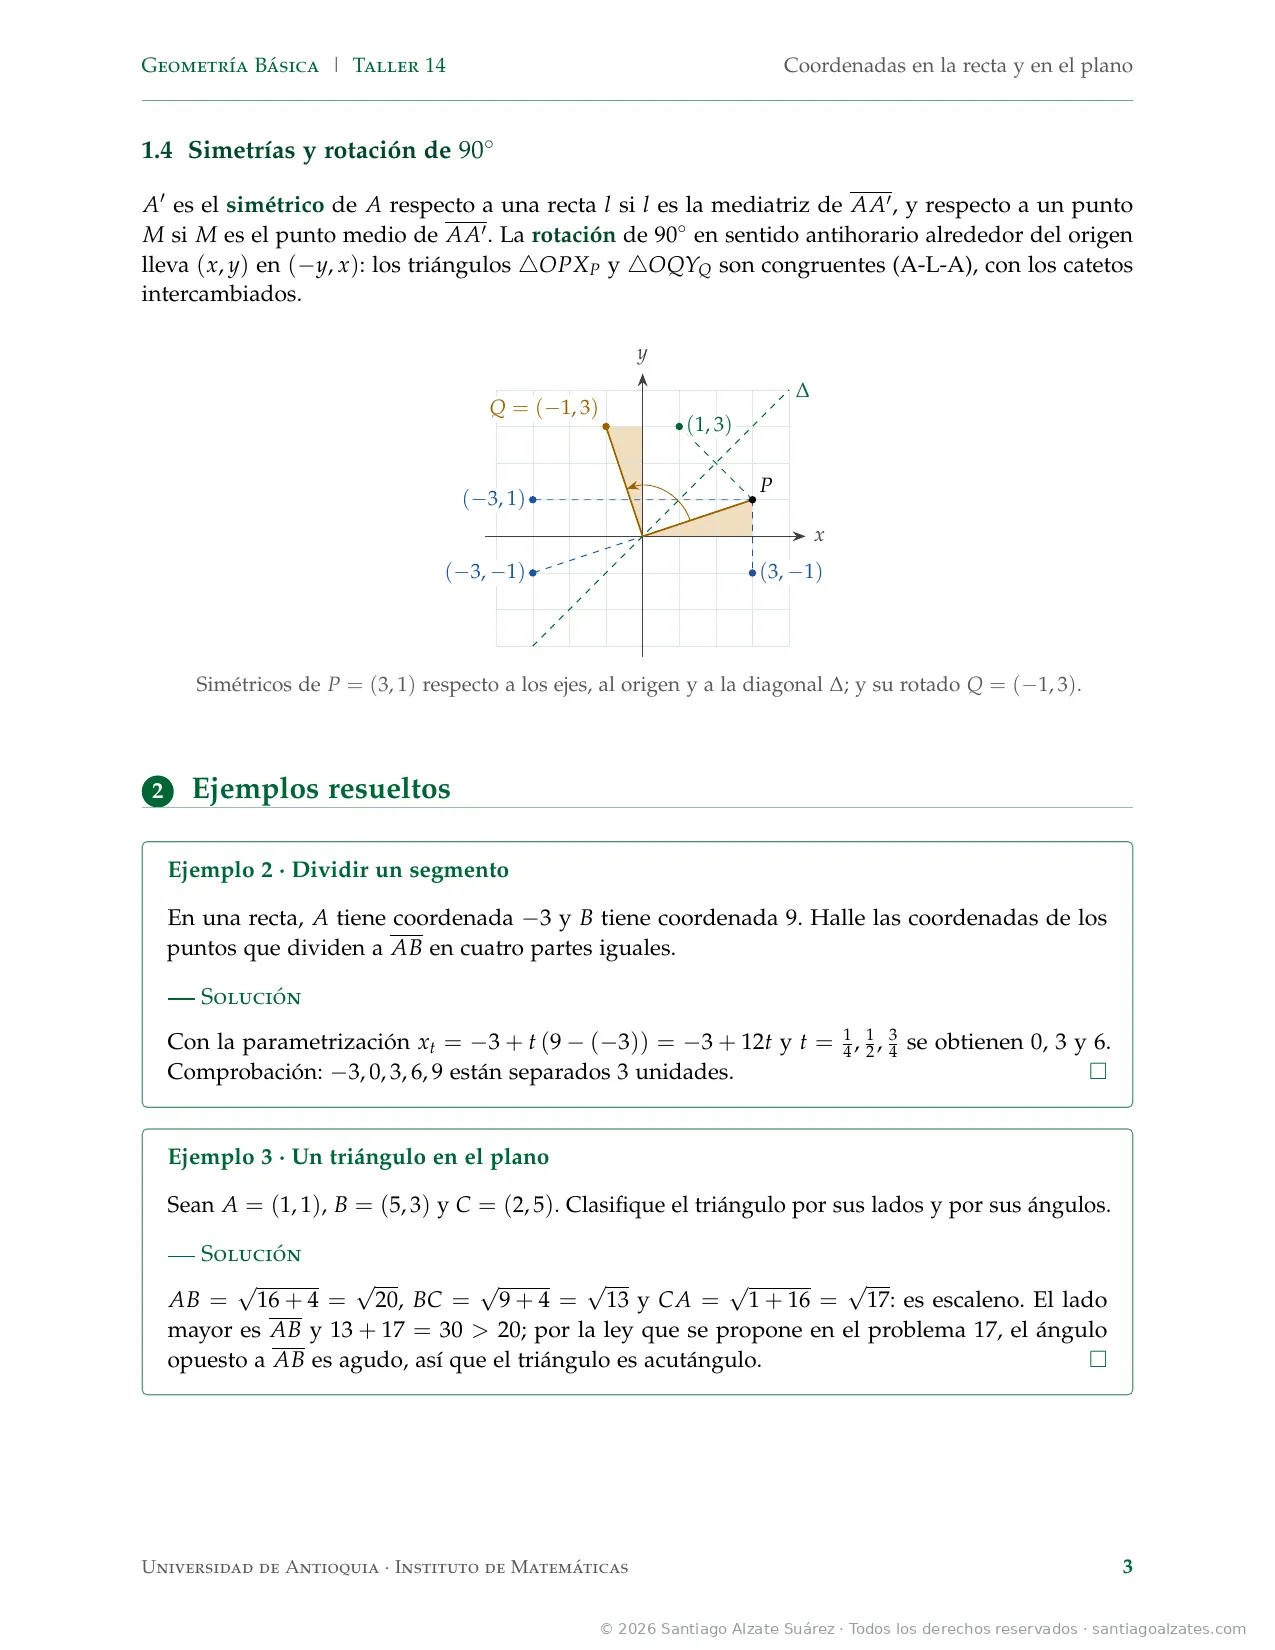 Geometría Básica | Taller 14
Coordenadas en la recta y en el plano
1.4 Simetrías y rotación de 90°
A′ es el simétrico de A respecto a una recta l si l es la mediatriz de A̅A̅′̅, y respecto a un punto
M si M es el punto medio de A̅A̅′̅. La rotación de 90° en sentido antihorario alrededor del origen
lleva (x, y) en (−y, x): los triángulos △OPX_P y △OQY_Q son congruentes (A-L-A), con los catetos
intercambiados.
y
Δ
Q = (−1, 3)
(1, 3)
P
(−3, 1)
x
(−3, −1)
(3, −1)
Simétricos de P = (3, 1) respecto a los ejes, al origen y a la diagonal Δ; y su rotado Q = (−1, 3).
2 Ejemplos resueltos
Ejemplo 2 · Dividir un segmento
En una recta, A tiene coordenada −3 y B tiene coordenada 9. Halle las coordenadas de los
puntos que dividen a A̅B̅ en cuatro partes iguales.
— Solución
Con la parametrización x_t = −3 + t (9 − (−3)) = −3 + 12t y t = 1/4, 1/2, 3/4 se obtienen 0, 3 y 6.
Comprobación: −3, 0, 3, 6, 9 están separados 3 unidades. □
Ejemplo 3 · Un triángulo en el plano
Sean A = (1, 1), B = (5, 3) y C = (2, 5). Clasifique el triángulo por sus lados y por sus ángulos.
— Solución
AB = √(16 + 4) = √20, BC = √(9 + 4) = √13 y CA = √(1 + 16) = √17: es escaleno. El lado
mayor es A̅B̅ y 13 + 17 = 30 > 20; por la ley que se propone en el problema 17, el ángulo
opuesto a A̅B̅ es agudo, así que el triángulo es acutángulo. □
Universidad de Antioquia · Instituto de Matemáticas
3
© 2026 Santiago Alzate Suárez · Todos los derechos reservados · santiagoalzates.com